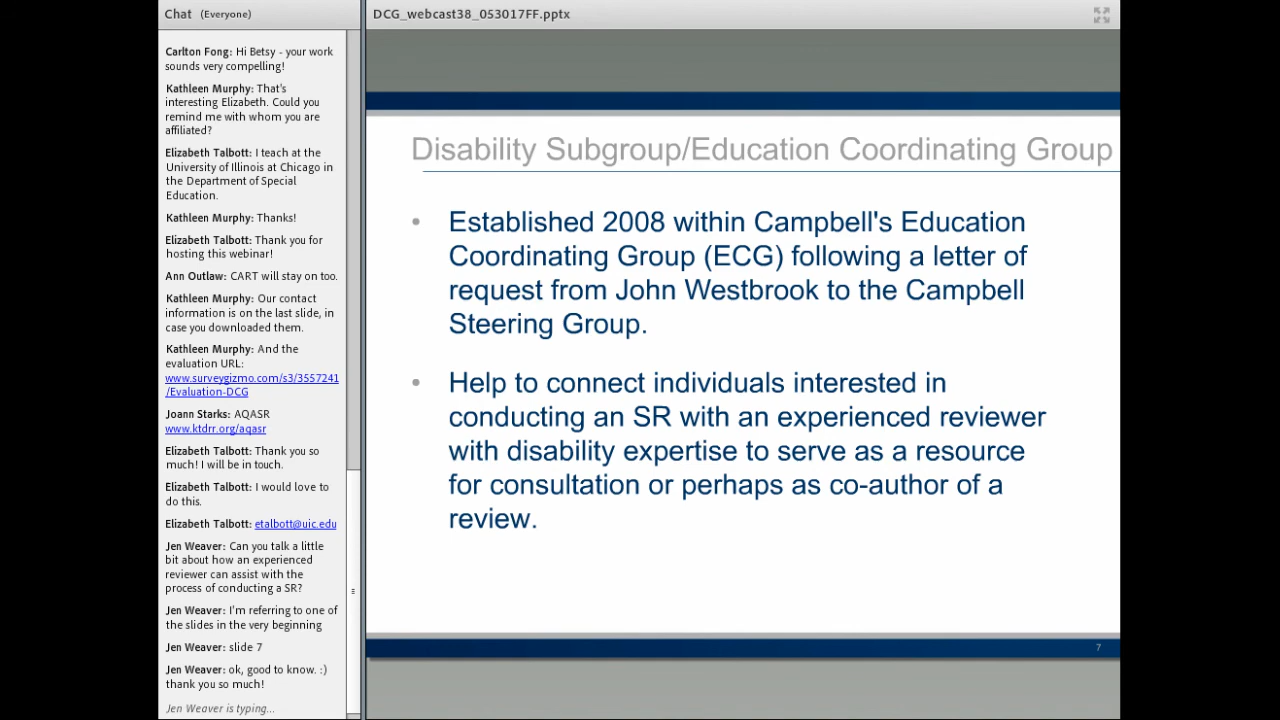 Chat (Everyone)
Carlton Fong: Hi Betsy - your work
sounds very compelling!
Kathleen Murphy: That's
interesting Elizabeth. Could you
remind me with whom you are
affiliated?
Elizabeth Talbott: I teach at the
University of Illinois at Chicago in
the Department of Special
Education.
Kathleen Murphy: Thanks!
Elizabeth Talbott: Thank you for
hosting this webinar!
Ann Outlaw: CART will stay on too.
Kathleen Murphy: Our contact
information is on the last slide, in
case you downloaded them.
Kathleen Murphy: And the
evaluation URL:
www.surveygizmo.com/s3/3557241
/Evaluation-DCG
Joann Starks: AQASR
www.ktdrr.org/aqasr
Elizabeth Talbott: Thank you so
much! I will be in touch.
Elizabeth Talbott: I would love to
do this.
Elizabeth Talbott: etalbott@uic.edu
Jen Weaver: Can you talk a little
bit about how an experienced
reviewer can assist with the
process of conducting a SR?
Jen Weaver: I'm referring to one of
the slides in the very beginning
Jen Weaver: slide 7
Jen Weaver: ok, good to know. :)
thank you so much!
Jen Weaver is typing...
DCG_webcast38_053017FF.pptx
Disability Subgroup/Education Coordinating Group
• Established 2008 within Campbell's Education
Coordinating Group (ECG) following a letter of
request from John Westbrook to the Campbell
Steering Group.
• Help to connect individuals interested in
conducting an SR with an experienced reviewer
with disability expertise to serve as a resource
for consultation or perhaps as co-author of a
review.
7